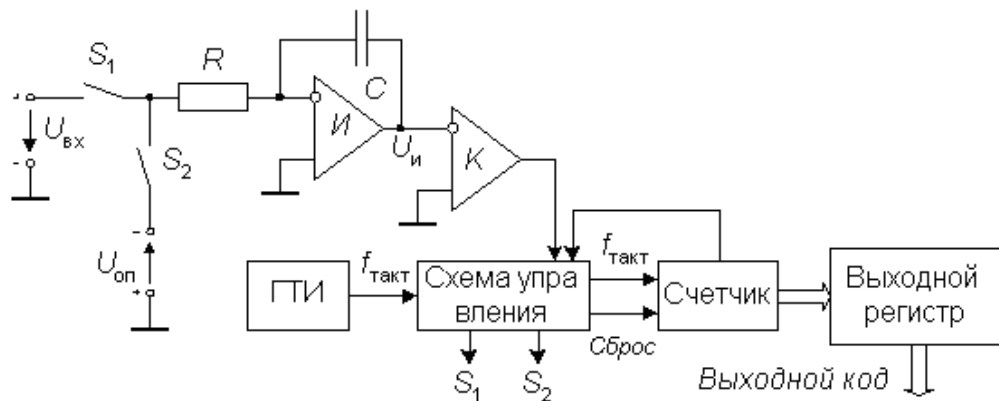 S1
R
C
+
Uвх
-
И
Uи
K
S2
-
Uоп
+
ГТИ
fтакт
Схема упра
вления
fтакт
Сброс
Счетчик
Выходной
регистр
S1
S2
Выходной код